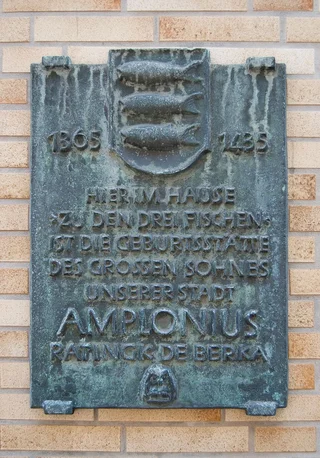 1365 1435
HIER IM HAUSE
›ZU DEN DREI FISCHEN‹
IST DIE GEBURTSSTÄTTE
DES GROSSEN SOHNES
UNSERER STADT
AMPLONIUS
RATINCK DE BERKA